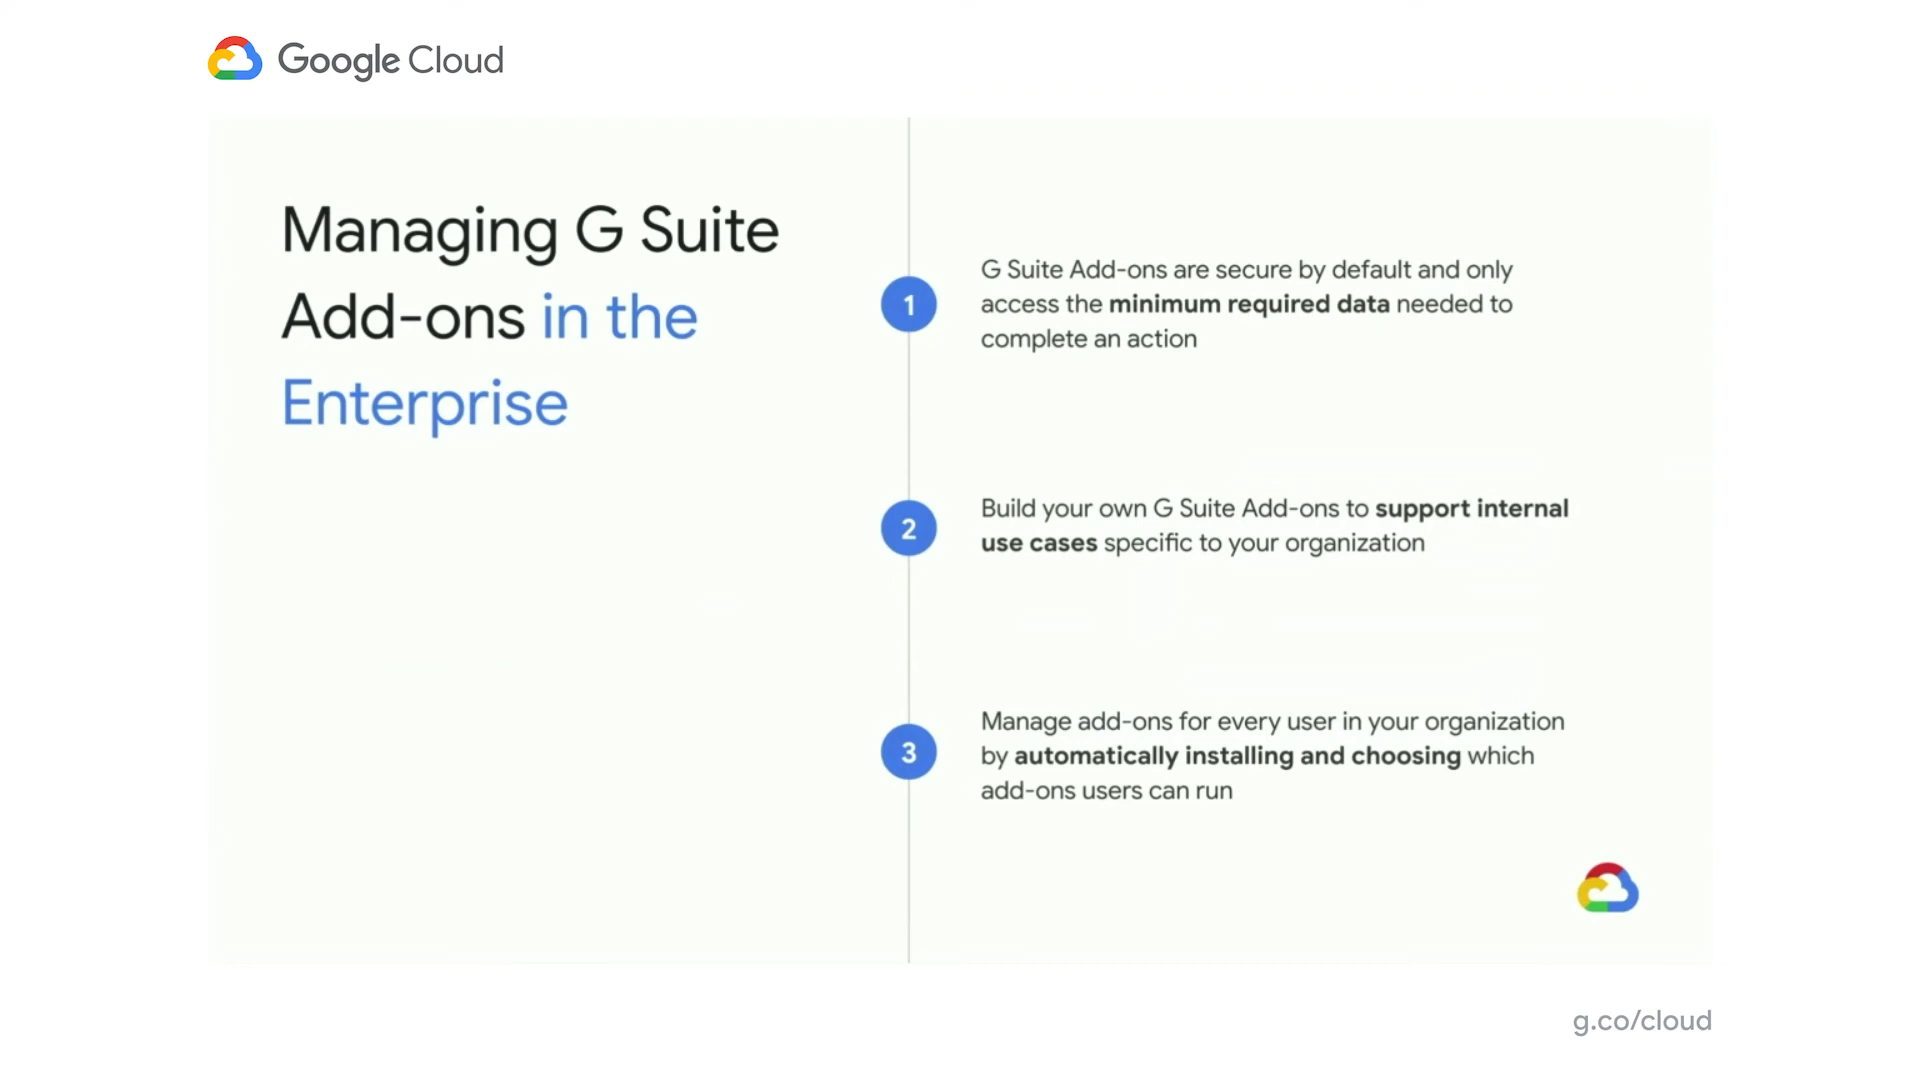 Google Cloud
Managing G Suite
Add-ons in the
Enterprise
1
G Suite Add-ons are secure by default and only
access the minimum required data needed to
complete an action
2
Build your own G Suite Add-ons to support internal
use cases specific to your organization
3
Manage add-ons for every user in your organization
by automatically installing and choosing which
add-ons users can run
g.co/cloud